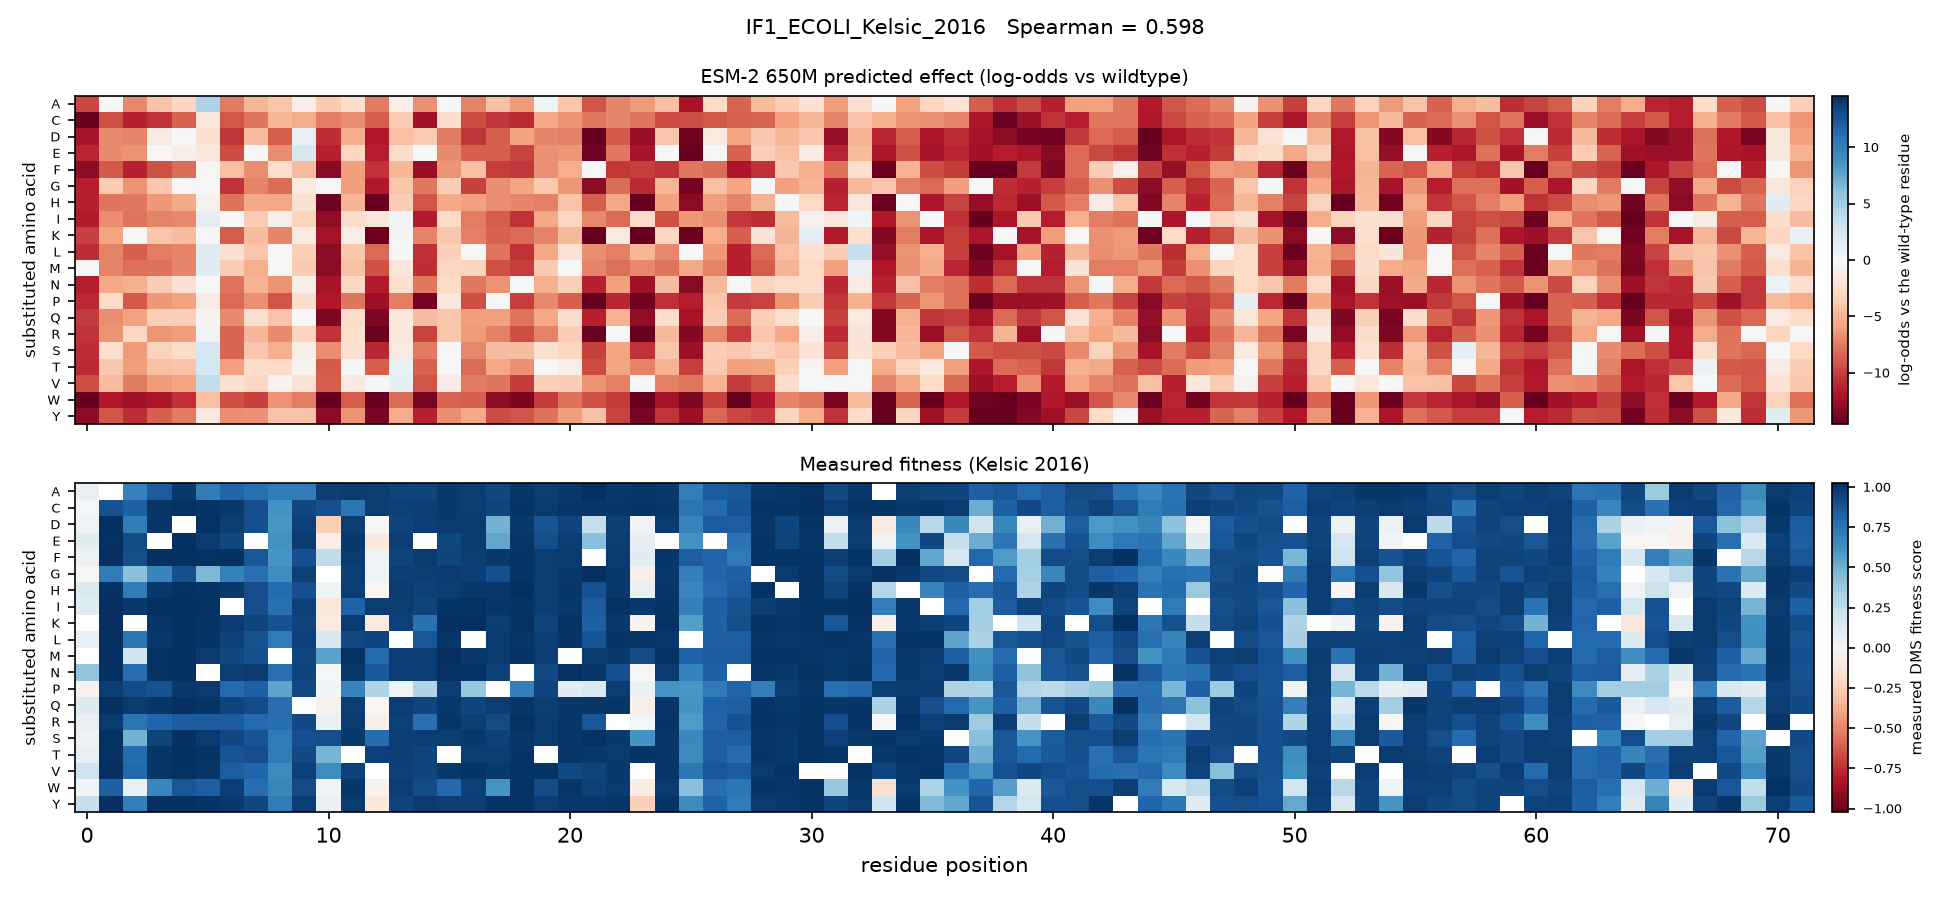 IF1_ECOLI_Kelsic_2016   Spearman = 0.598
ESM-2 650M predicted effect (log-odds vs wildtype)
substituted amino acid
A
C
D
E
F
G
H
I
K
L
M
N
P
Q
R
S
T
V
W
Y
10
5
0
−5
−10
log-odds vs the wild-type residue
Measured fitness (Kelsic 2016)
substituted amino acid
A
C
D
E
F
G
H
I
K
L
M
N
P
Q
R
S
T
V
W
Y
0 10 20 30 40 50 60 70
residue position
1.00
0.75
0.50
0.25
0.00
−0.25
−0.50
−0.75
−1.00
measured DMS fitness score